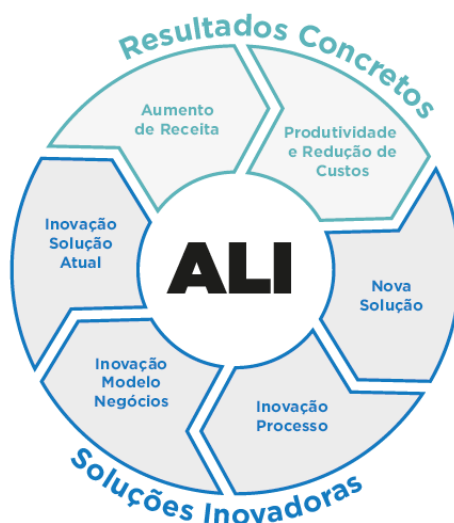 Resultados Concretos
Aumento
de Receita
Produtividade
e Redução de
Custos
Inovação
Solução
Atual
ALI
Nova
Solução
Inovação
Modelo
Negócios
Inovação
Processo
Soluções Inovadoras